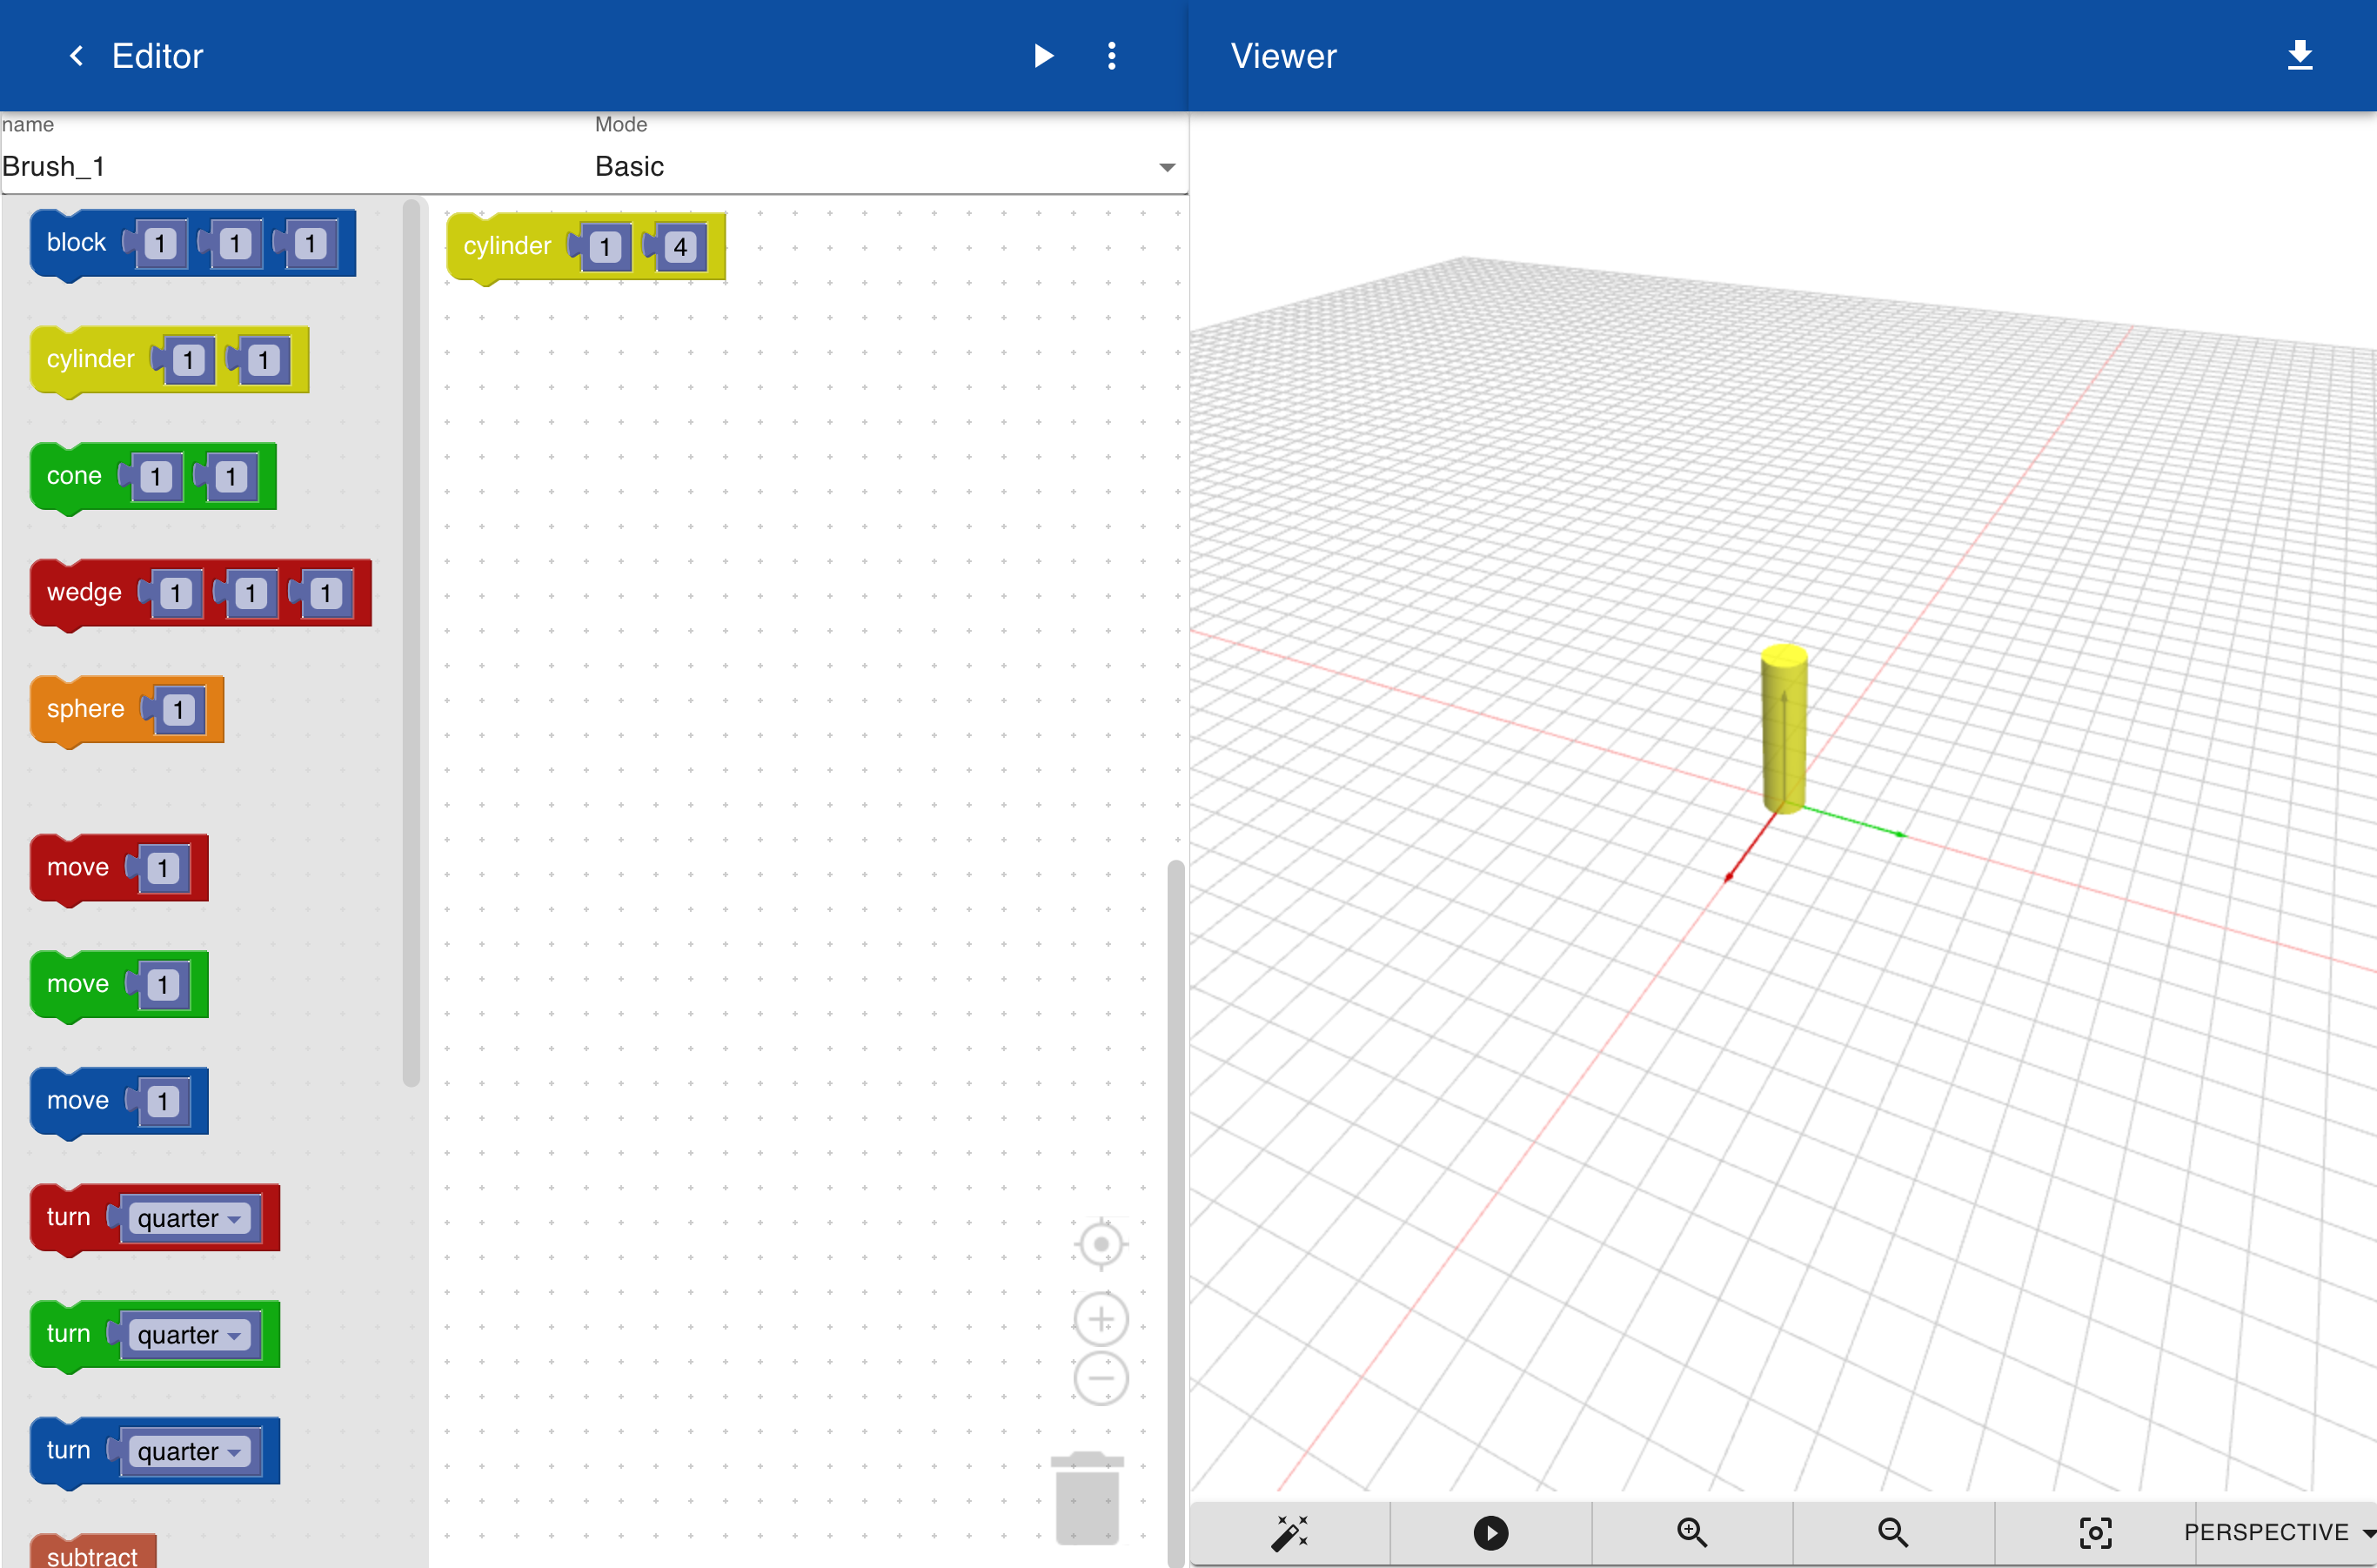 Editor
Viewer
name
Mode
Brush_1
Basic
block 1 1 1
cylinder 1 1
cone 1 1
wedge 1 1 1
sphere 1
move 1
move 1
move 1
turn quarter
turn quarter
turn quarter
subtract
cylinder 1 4
PERSPECTIVE